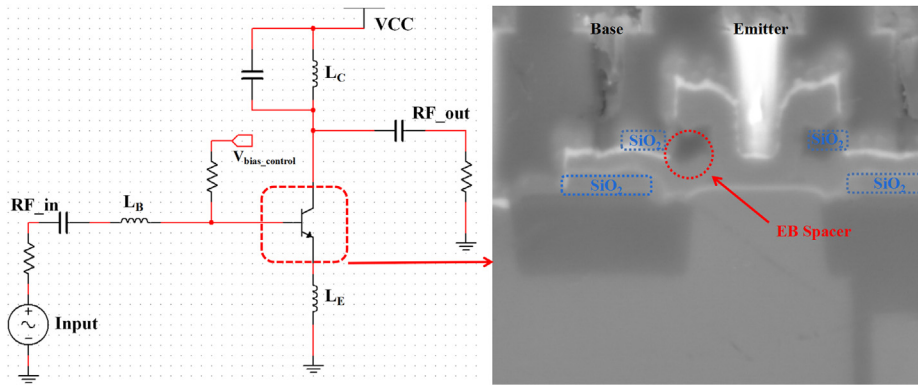 VCC
L_C
RF_out
V_bias_control
RF_in
L_B
L_E
Input
Base
Emitter
SiO₂
SiO₂
SiO₂
SiO₂
EB Spacer